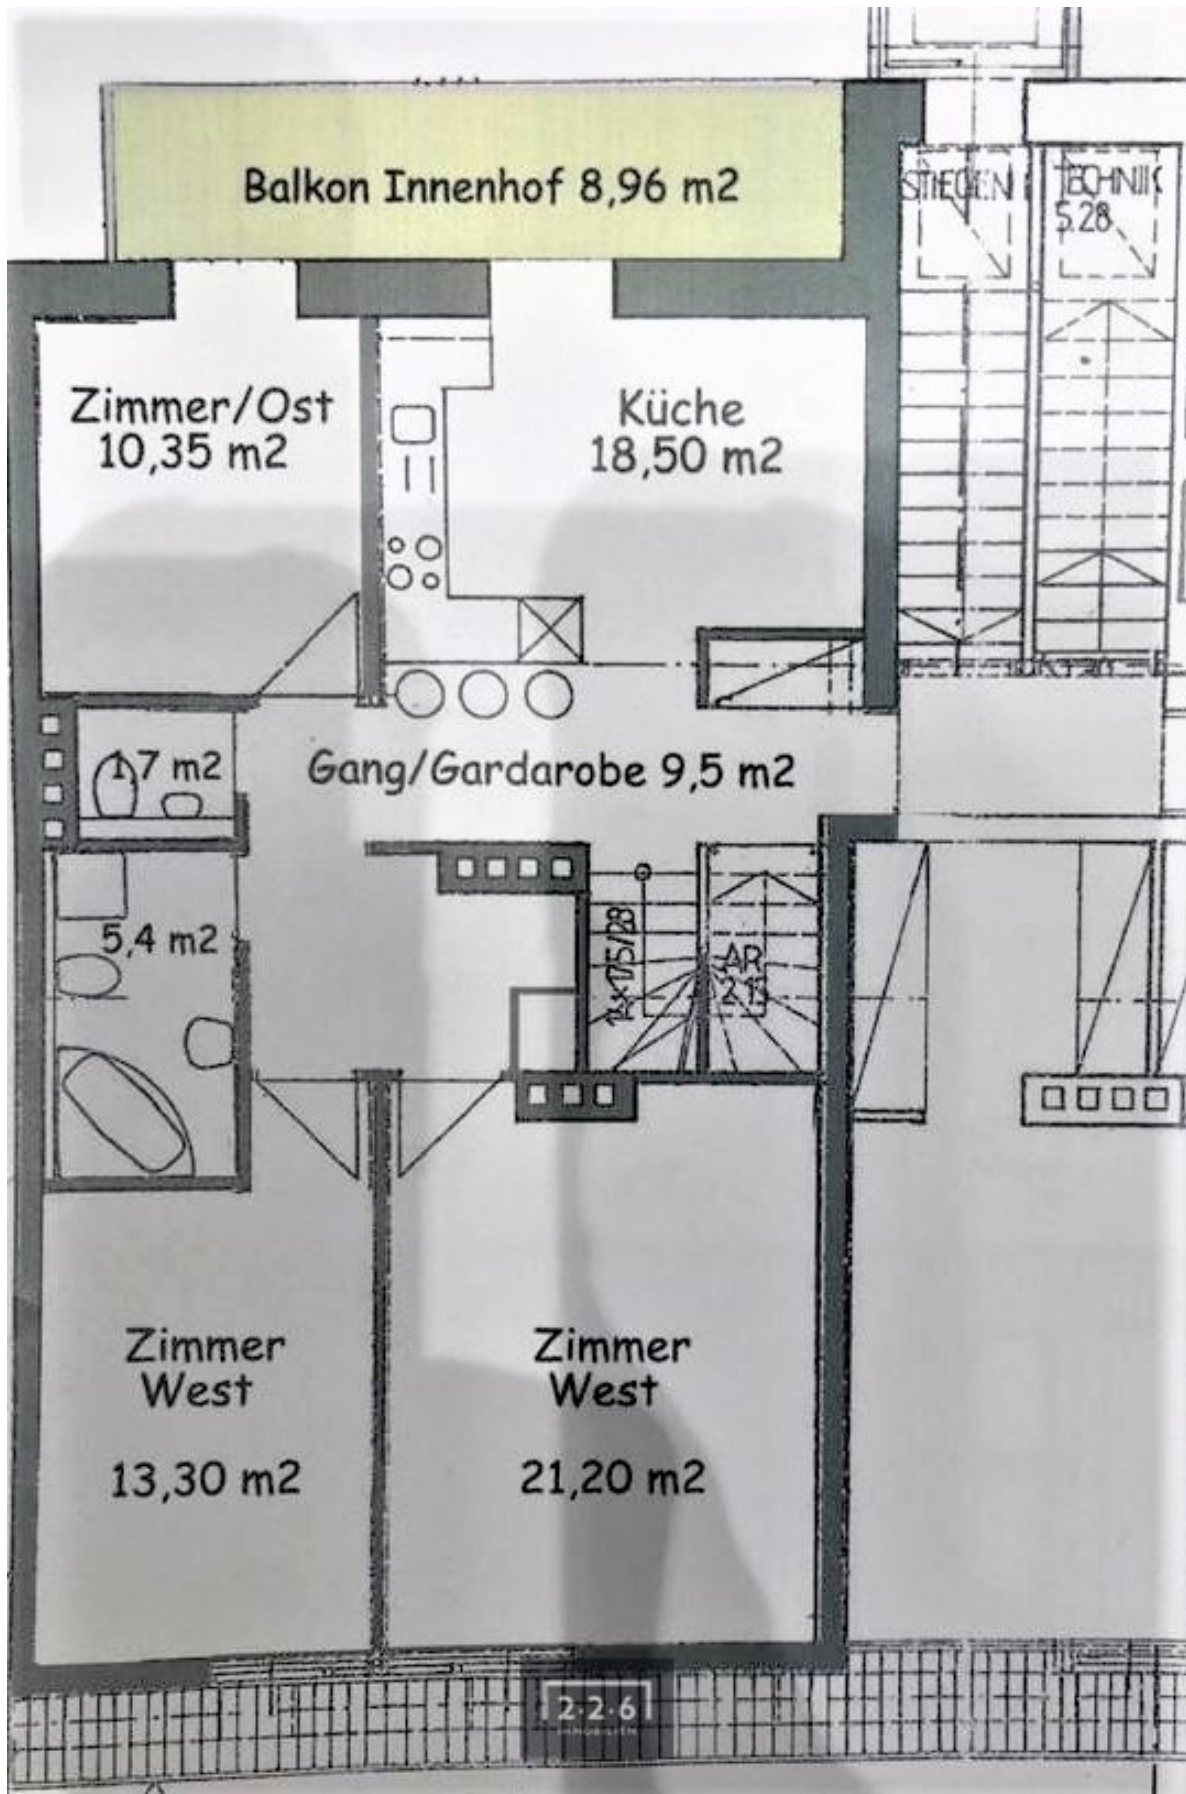 Balkon Innenhof 8,96 m2
STIEGEN
TECHNIK
5.28
Zimmer/Ost
10,35 m2
Küche
18,50 m2
1,7 m2
Gang/Gardarobe 9,5 m2
5,4 m2
AR
2.13
Zimmer
West
13,30 m2
Zimmer
West
21,20 m2
2·2·6
IMMOBILIEN